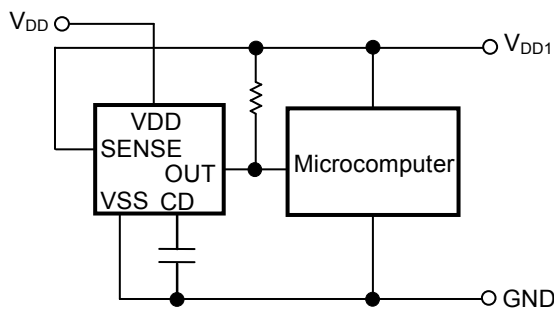 VDD
VDD1
VDD
SENSE
OUT
VSS CD
Microcomputer
GND